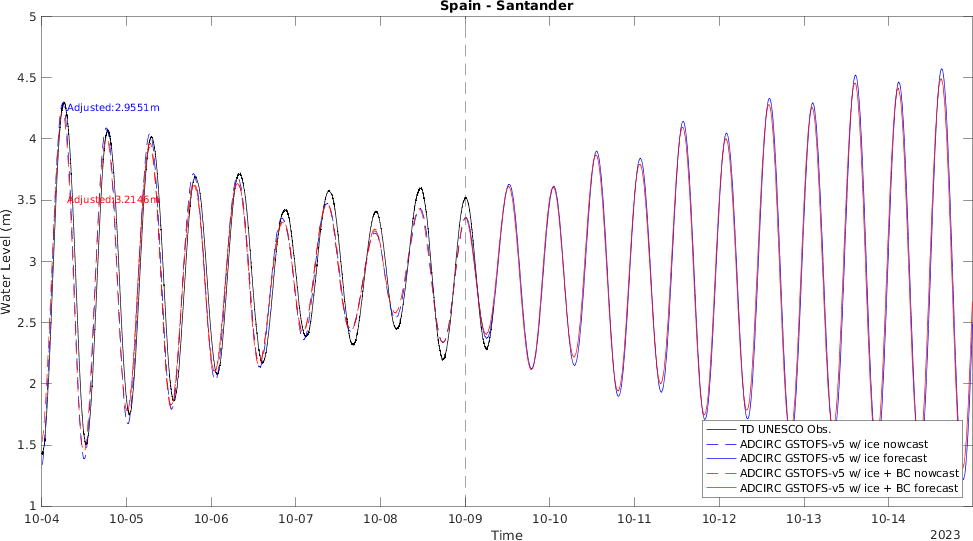 Spain - Santander
5
4.5
4
3.5
3
2.5
2
1.5
1
Water Level (m)
Adjusted:2.9551m
Adjusted:3.2146m
TD UNESCO Obs.
ADCIRC GSTOFS-v5 w/ ice nowcast
ADCIRC GSTOFS-v5 w/ ice forecast
ADCIRC GSTOFS-v5 w/ ice + BC nowcast
ADCIRC GSTOFS-v5 w/ ice + BC forecast
10-04 10-05 10-06 10-07 10-08 10-09 10-10 10-11 10-12 10-13 10-14
Time
2023